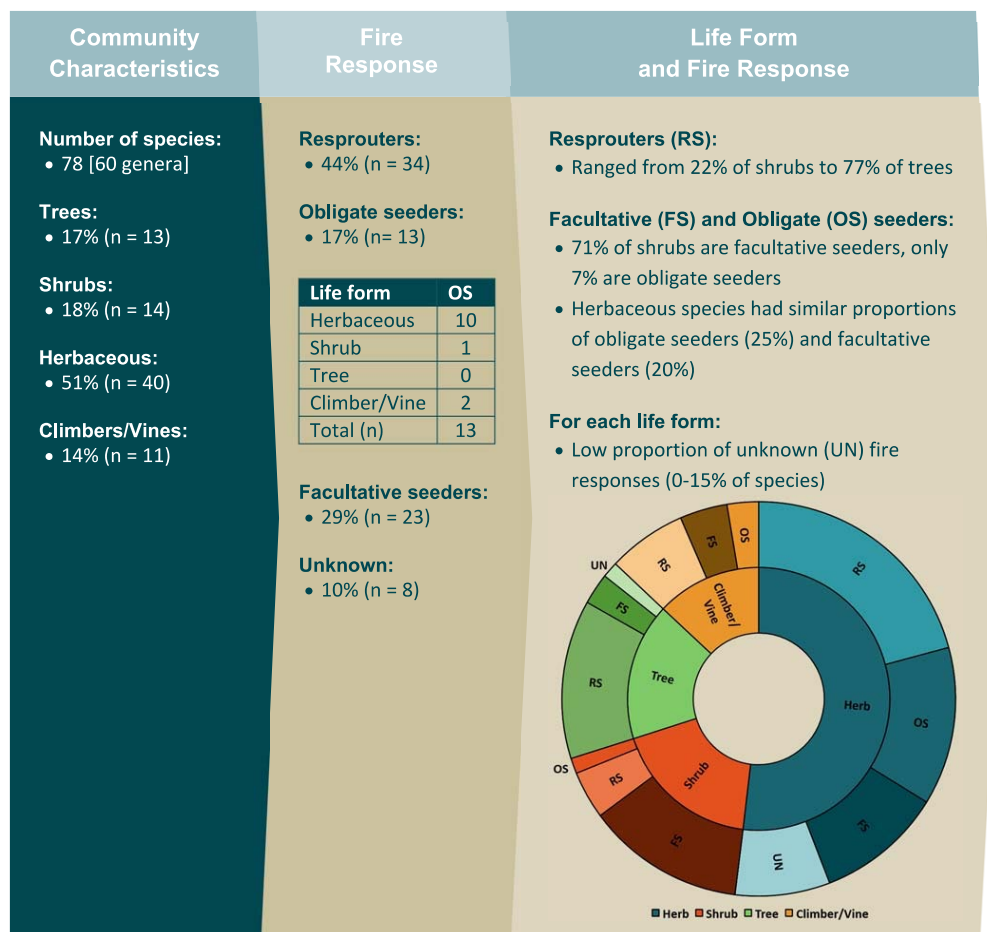 Community
Characteristics
Fire
Response
Life Form
and Fire Response
Number of species:
• 78 [60 genera]
Trees:
• 17% (n = 13)
Shrubs:
• 18% (n = 14)
Herbaceous:
• 51% (n = 40)
Climbers/Vines:
• 14% (n = 11)
Resprouters:
• 44% (n = 34)
Obligate seeders:
• 17% (n= 13)
Life form OS
Herbaceous 10
Shrub 1
Tree 0
Climber/Vine 2
Total (n) 13
Facultative seeders:
• 29% (n = 23)
Unknown:
• 10% (n = 8)
Resprouters (RS):
• Ranged from 22% of shrubs to 77% of trees
Facultative (FS) and Obligate (OS) seeders:
• 71% of shrubs are facultative seeders, only
7% are obligate seeders
• Herbaceous species had similar proportions
of obligate seeders (25%) and facultative
seeders (20%)
For each life form:
• Low proportion of unknown (UN) fire
responses (0-15% of species)
RS
OS
FS
UN
FS
RS
OS
RS
FS
UN
RS
FS
OS
Herb
Shrub
Tree
Climber/
Vine
Herb Shrub Tree Climber/Vine